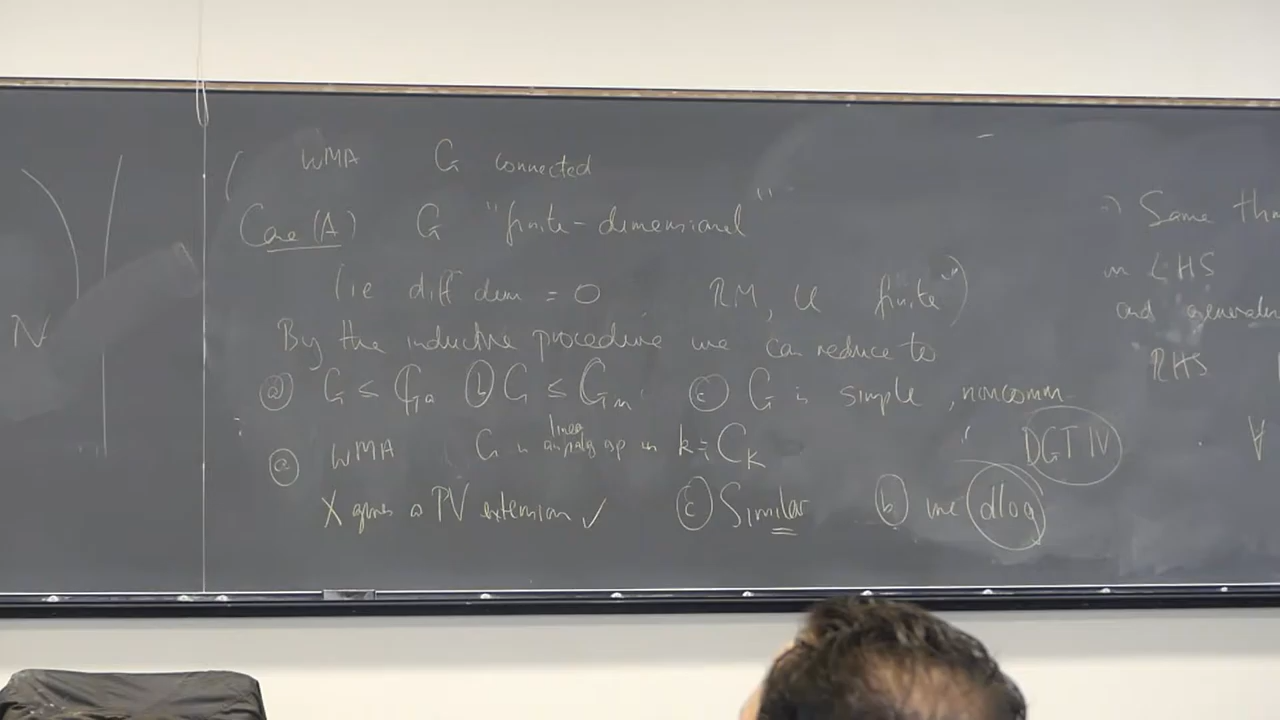 N
WMA G connected
Case (A) G "finite-dimensional"
(ie diff dim = 0 RM, U finite")
By the inductive procedure we can reduce to
(a) G ≤ Ga (b) G ≤ Gm (c) G is simple, noncomm
DGT IV
(a) WMA G is linear alg gp in k = CK
X gives a PV extension ✓ (c) Similar (b) use dlog
Same
in LHS
and
RHS
∀